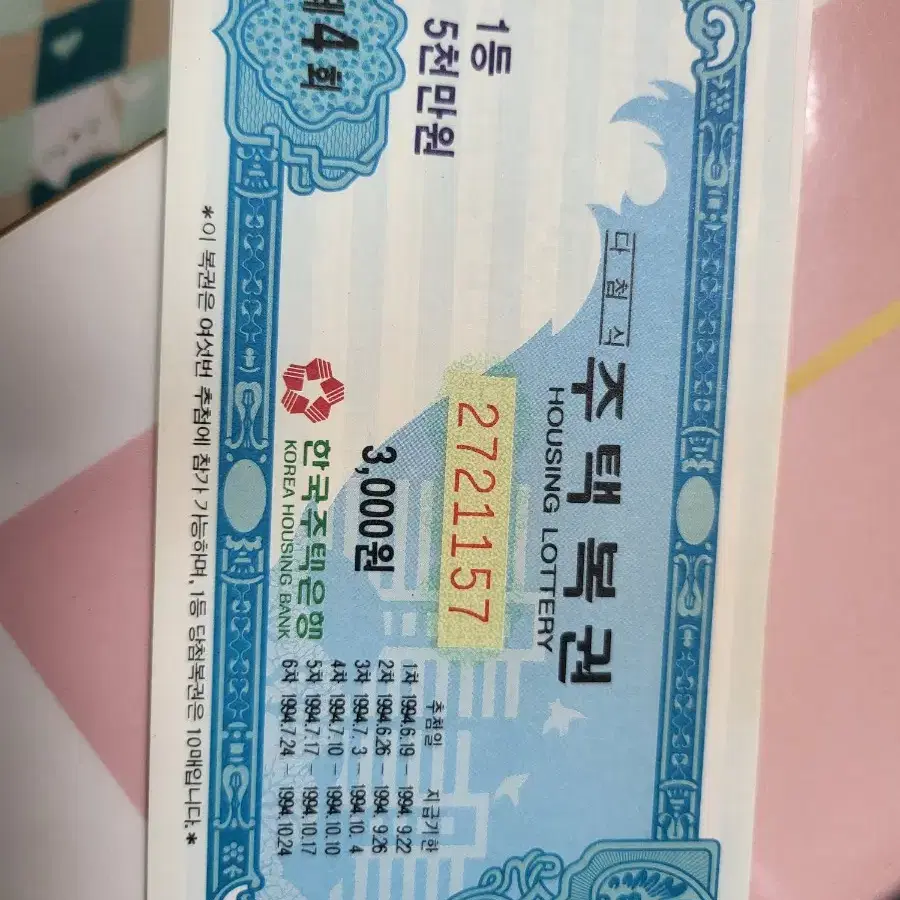 제4회
1등
5천만원
다첨식
주택복권
HOUSING LOTTERY
2721157
3,000원
한국주택은행
KOREA HOUSING BANK
추첨일 지급기한
1차 1994.6.19 - 1994. 9.22
2차 1994.6.26 - 1994. 9.26
3차 1994.7. 3 - 1994.10. 4
4차 1994.7.10 - 1994.10.10
5차 1994.7.17 - 1994.10.17
6차 1994.7.24 - 1994.10.24
*이 복권은 여섯번 추첨에 참가 가능하며, 1등 당첨복권은 10매입니다.*